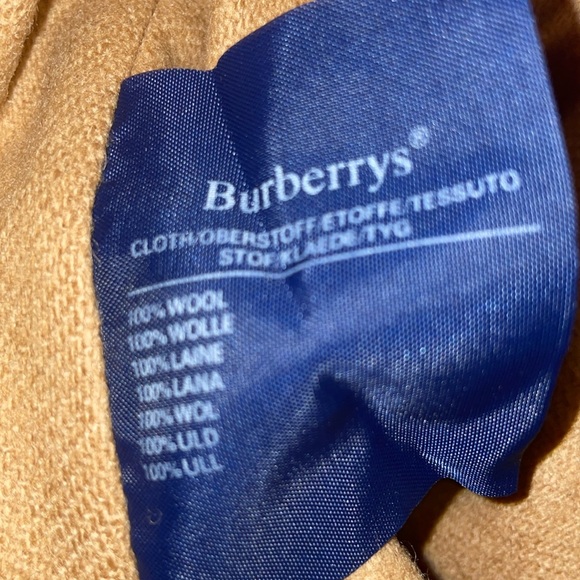 Burberrys®
CLOTH/OBERSTOFF/ETOFFE/TESSUTO
STOF/KLAEDE/TYG
100% WOOL
100% WOLLE
100% LAINE
100% LANA
100% WOL
100% ULD
100% ULL